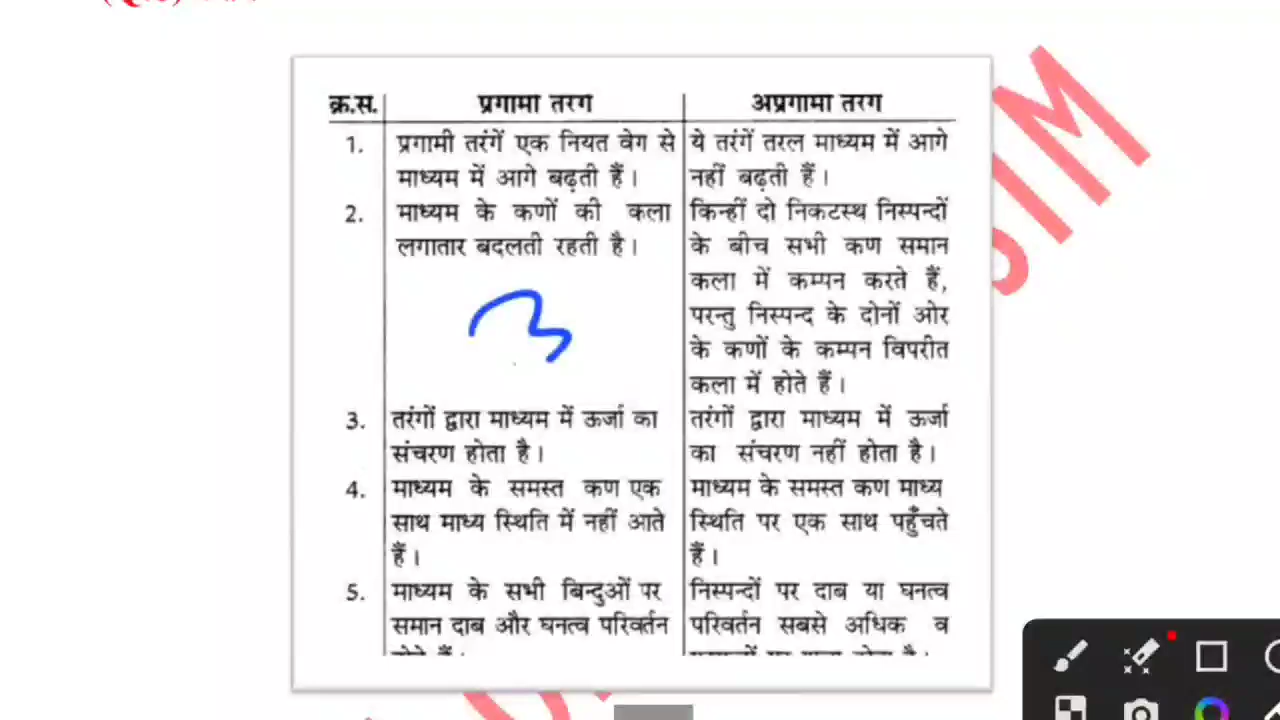 क्र.स. प्रगामी तरंग अप्रगामी तरंग
1. प्रगामी तरंगें एक नियत वेग से ये तरंगें तरल माध्यम में आगे
माध्यम में आगे बढ़ती हैं। नहीं बढ़ती हैं।
2. माध्यम के कणों की कला किन्हीं दो निकटस्थ निस्पन्दों
लगातार बदलती रहती है। के बीच सभी कण समान
कला में कम्पन करते हैं,
परन्तु निस्पन्द के दोनों ओर
के कणों के कम्पन विपरीत
कला में होते हैं।
3. तरंगों द्वारा माध्यम में ऊर्जा का तरंगों द्वारा माध्यम में ऊर्जा
संचरण होता है। का संचरण नहीं होता है।
4. माध्यम के समस्त कण एक माध्यम के समस्त कण माध्य
साथ माध्य स्थिति में नहीं आते स्थिति पर एक साथ पहुँचते
हैं। हैं।
5. माध्यम के सभी बिन्दुओं पर निस्पन्दों पर दाब या घनत्व
समान दाब और घनत्व परिवर्तन परिवर्तन सबसे अधिक व